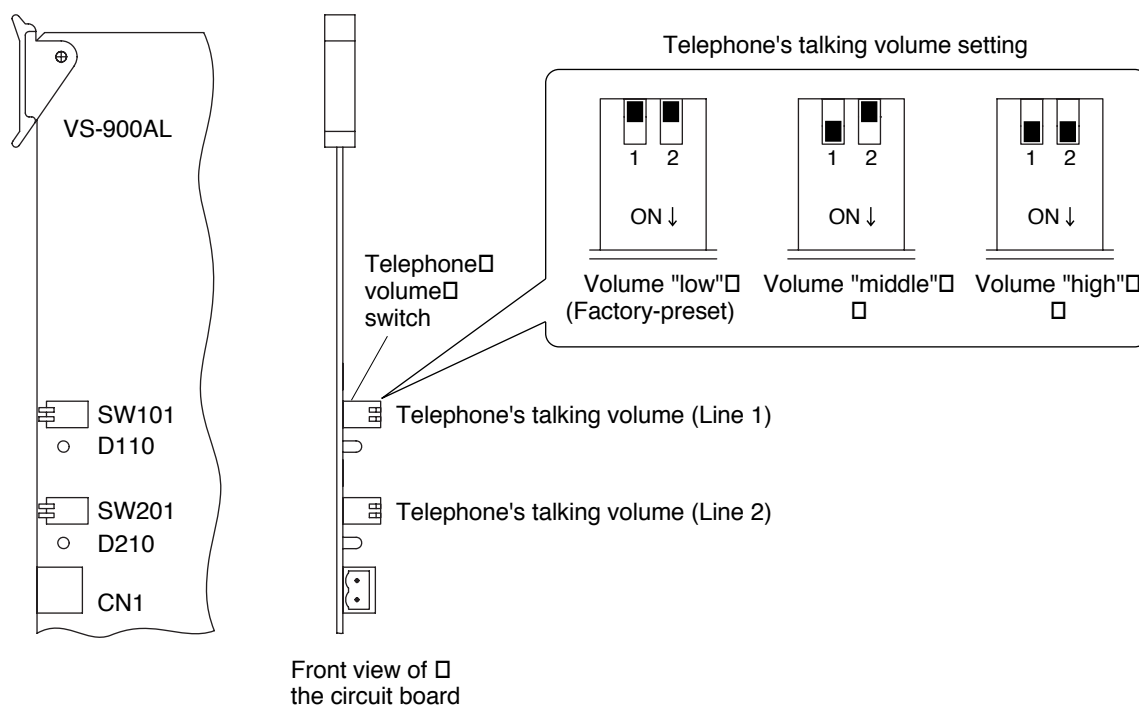 Telephone's talking volume setting
VS-900AL
1 2
ON ↓
1 2
ON ↓
1 2
ON ↓
Volume "low"□
(Factory-preset)
Volume "middle"□
□
Volume "high"□
□
Telephone□
volume□
switch
SW101
D110
SW201
D210
CN1
Telephone's talking volume (Line 1)
Telephone's talking volume (Line 2)
Front view of □
the circuit board